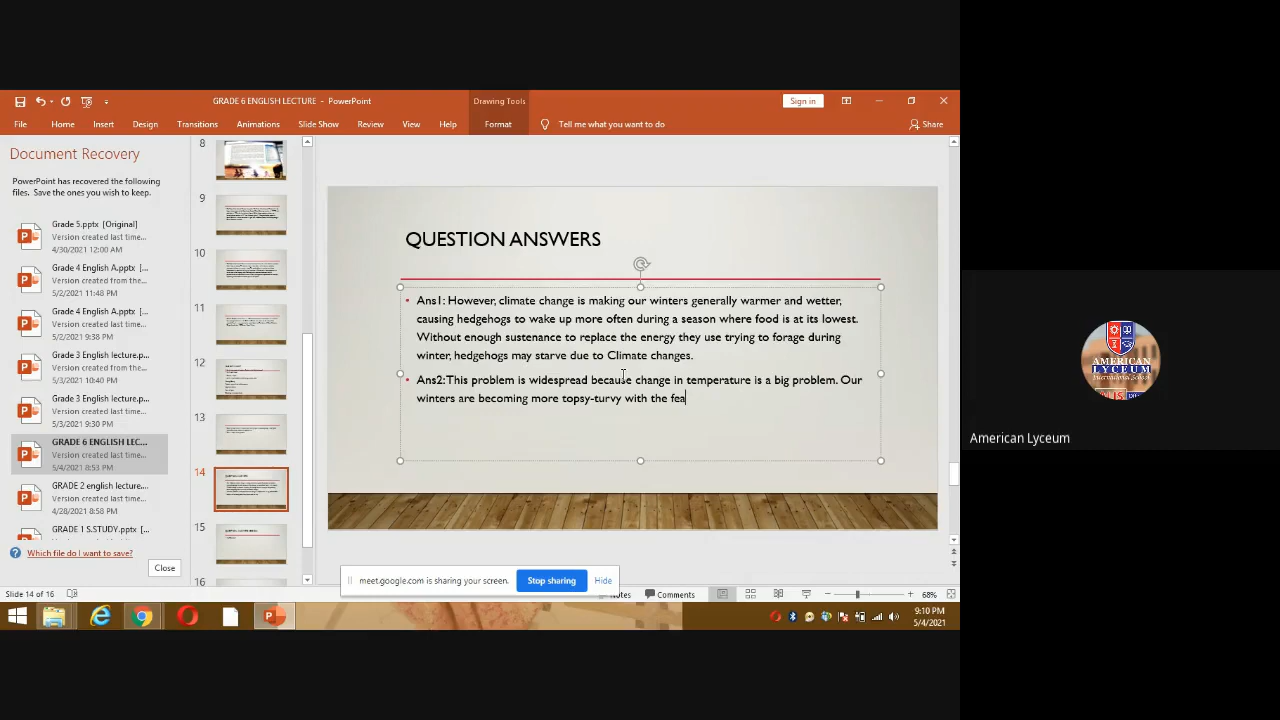 GRADE 6 ENGLISH LECTURE - PowerPoint
Drawing Tools
Sign in
File Home Insert Design Transitions Animations Slide Show Review View Help Format Tell me what you want to do Share
Document Recovery
PowerPoint has recovered the following
files. Save the ones you wish to keep.
Grade 5.pptx [Original]
Version created last time...
4/30/2021 12:00 AM
Grade 4 English A.pptx [...
Version created from the...
5/2/2021 11:48 PM
Grade 4 English A.pptx [...
Version created last time...
5/2/2021 9:38 PM
Grade 3 English lecture.p...
Version created from the...
5/3/2021 10:40 PM
Grade 3 English lecture.p...
Version created last time...
5/3/2021 9:30 PM
GRADE 6 ENGLISH LEC...
Version created last time...
5/4/2021 8:53 PM
GRADE 2 english lecture....
Version created last time...
4/28/2021 8:58 PM
GRADE 1 S.STUDY.pptx [...
Which file do I want to save?
Close
8
9
10
11
12
13
14
15
16
QUESTION ANSWERS
• Ans1: However, climate change is making our winters generally warmer and wetter,
causing hedgehogs to wake up more often during a season where food is at its lowest.
Without enough sustenance to replace the energy they use trying to forage during
winter, hedgehogs may starve due to Climate changes.
• Ans2: This problem is widespread because change in temperature is a big problem. Our
winters are becoming more topsy-turvy with the fea
meet.google.com is sharing your screen. Stop sharing Hide
Slide 14 of 16
Comments
68%
9:10 PM
5/4/2021
AMERICAN
LYCEUM
American Lyceum